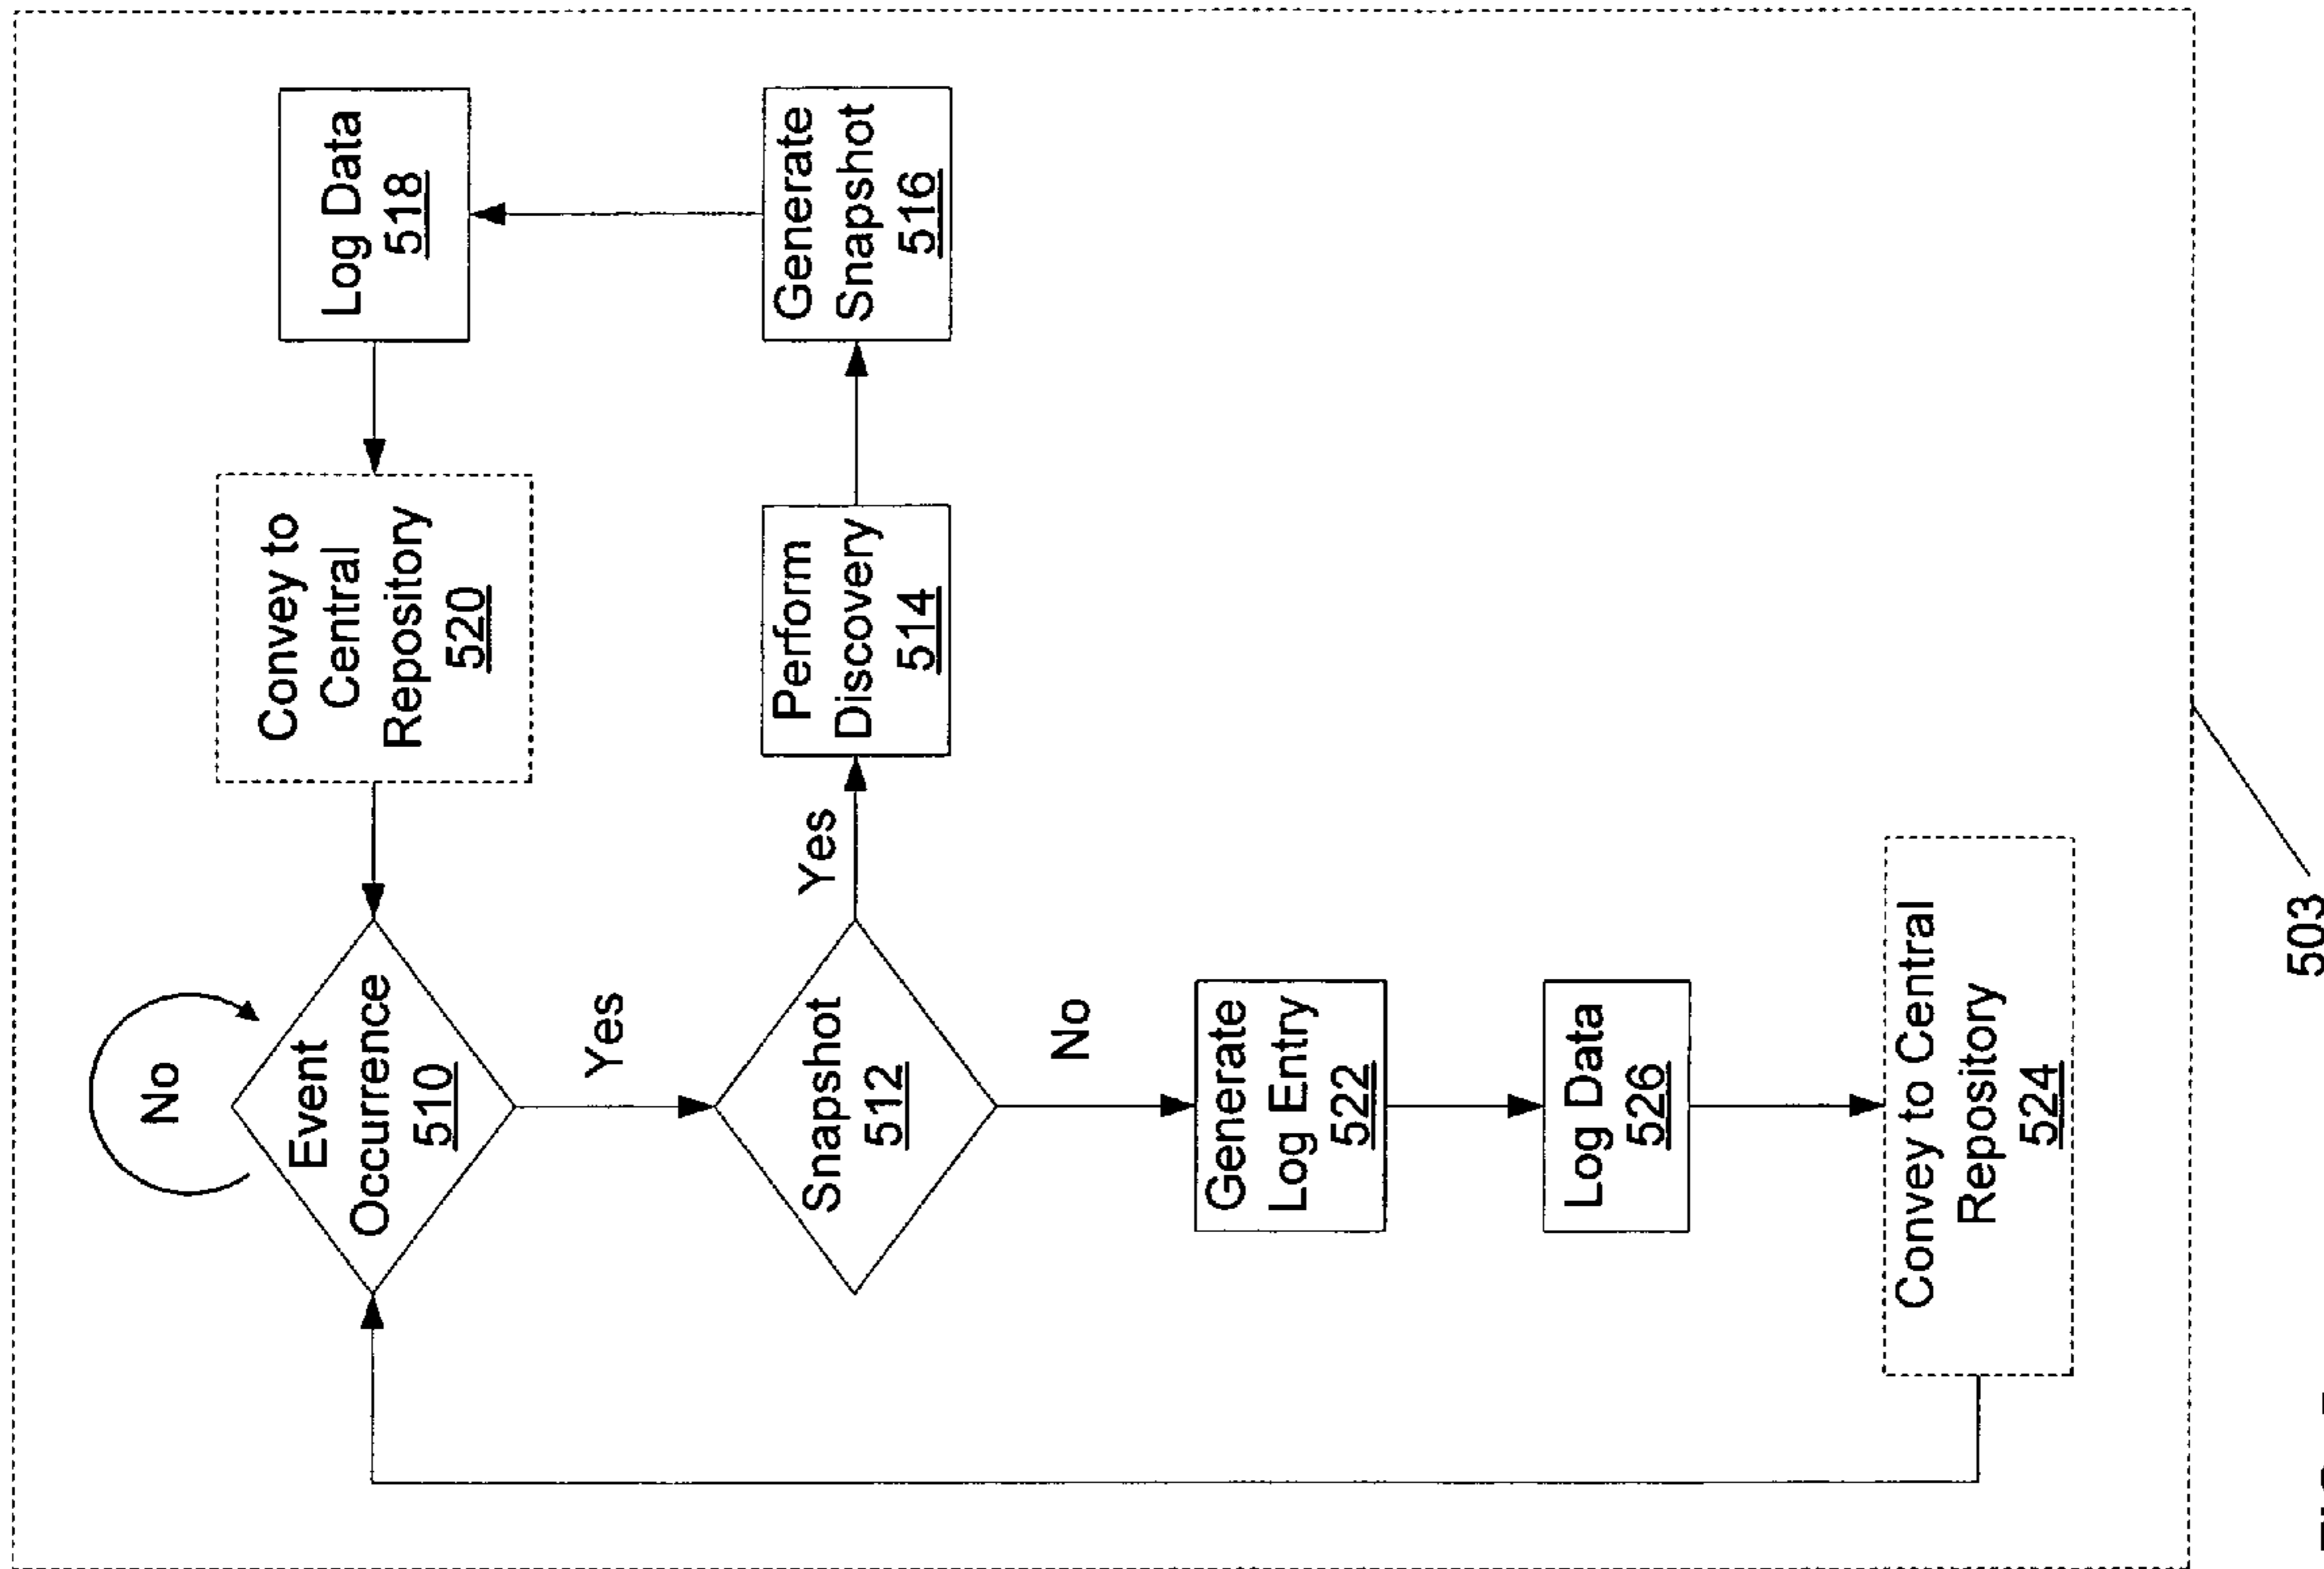 No
Event
Occurrence
510
Yes
Convey to
Central
Repository
520
Log Data
518
Snapshot
512
Yes
Perform
Discovery
514
Generate
Snapshot
516
No
Generate
Log Entry
522
Log Data
526
Convey to Central
Repository
524
503